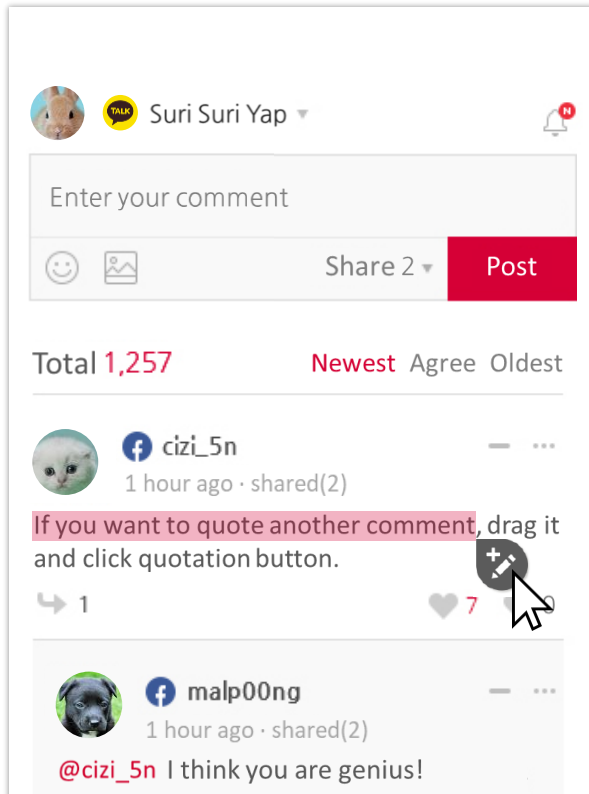 TALK Suri Suri Yap
N
Enter your comment
Share 2 Post
Total 1,257 Newest Agree Oldest
cizi_5n
1 hour ago · shared(2)
If you want to quote another comment, drag it
and click quotation button.
1 7 0
malp00ng
1 hour ago · shared(2)
@cizi_5n I think you are genius!